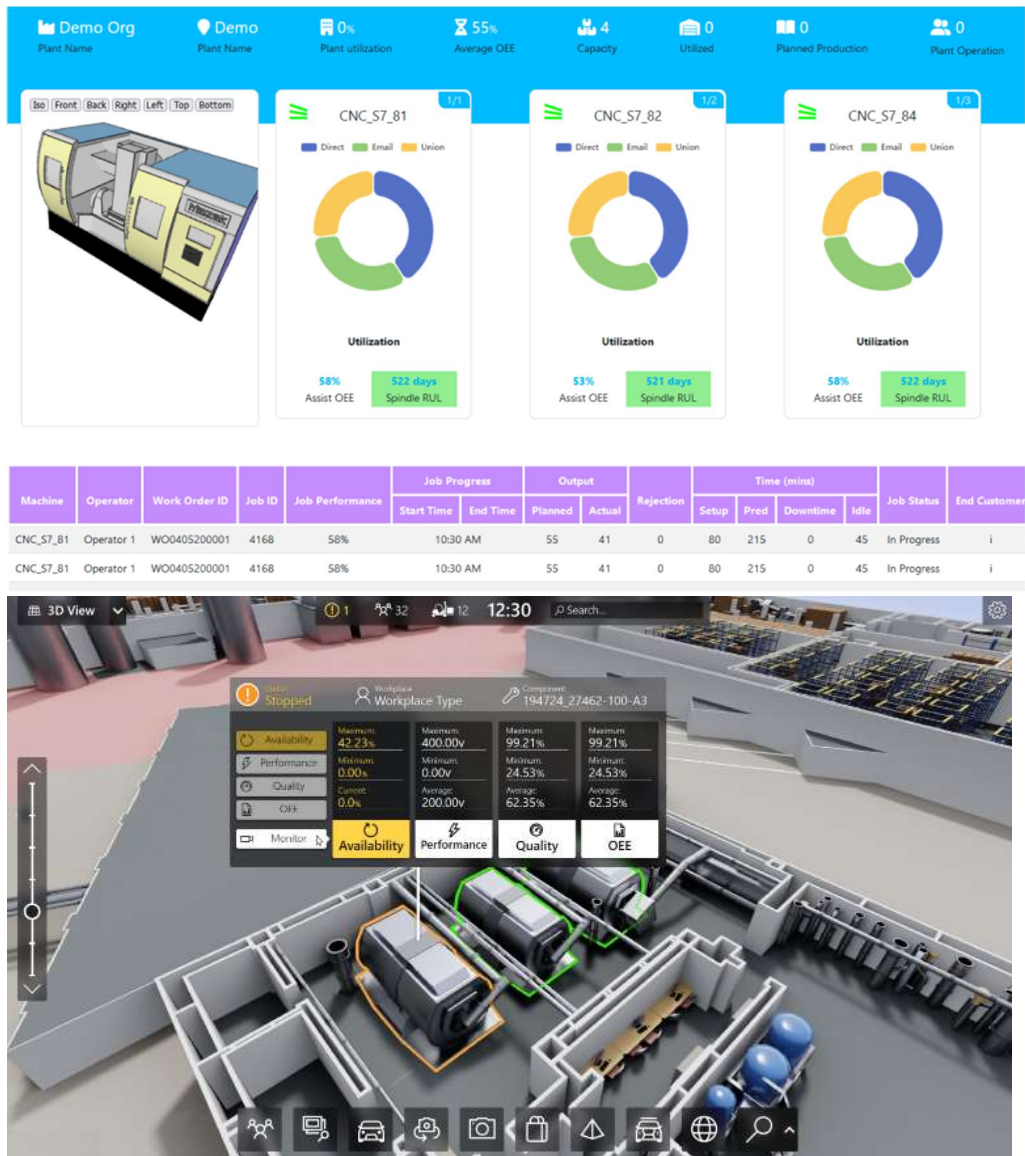 Demo Org
Plant Name
Demo
Plant Name
0%
Plant utilization
55%
Average OEE
4
Capacity
0
Utilized
0
Planned Production
0
Plant Operation
Iso Front Back Right Left Top Bottom
1/1
CNC_S7_81
Direct Email Union
Utilization
58%
Assist OEE
522 days
Spindle RUL
1/2
CNC_S7_82
Direct Email Union
Utilization
53%
Assist OEE
521 days
Spindle RUL
1/3
CNC_S7_84
Direct Email Union
Utilization
58%
Assist OEE
522 days
Spindle RUL
Job Progress Output Time (mins)
Machine Operator Work Order ID Job ID Job Performance Rejection Job Status End Customer
Start Time End Time Planned Actual Setup Pred Downtime Idle
CNC_S7_81 Operator 1 WO0405200001 4168 58% 10:30 AM 55 41 0 80 215 0 45 In Progress i
CNC_S7_81 Operator 1 WO0405200001 4168 58% 10:30 AM 55 41 0 80 215 0 45 In Progress i
3D View 1 32 12 12:30 Search...
Status
Stopped
Workplace
Workplace Type
Component
194724_27462-100-A3
Availability
Performance
Quality
OEE
Monitor
Maximum:
42.23%
Minimum:
0.00%
Current:
0.0%
Availability
Maximum:
400.00v
Minimum:
0.00v
Average:
200.00v
Performance
Maximum:
99.21%
Minimum:
24.53%
Average:
62.35%
Quality
Maximum:
99.21%
Minimum:
24.53%
Average:
62.35%
OEE